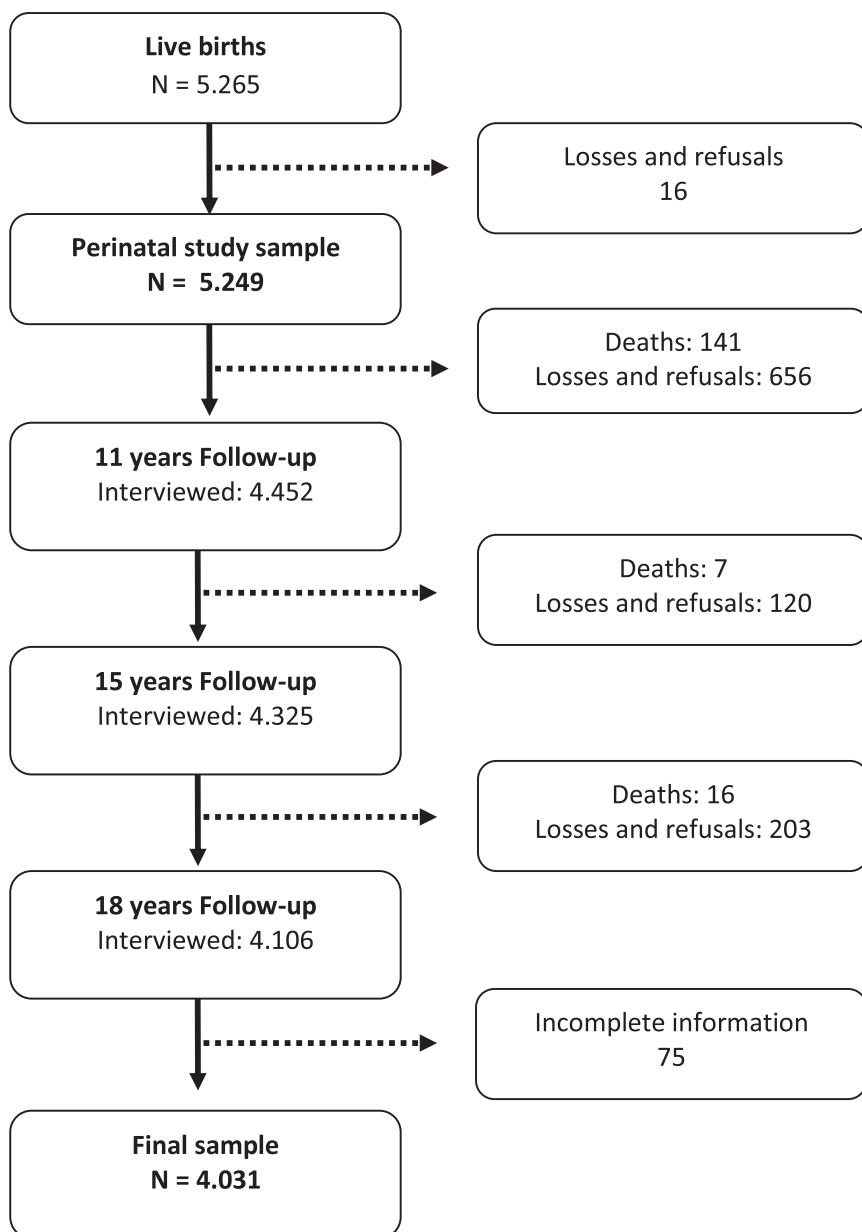 Live births
N = 5.265
Losses and refusals
16
Perinatal study sample
N = 5.249
Deaths: 141
Losses and refusals: 656
11 years Follow-up
Interviewed: 4.452
Deaths: 7
Losses and refusals: 120
15 years Follow-up
Interviewed: 4.325
Deaths: 16
Losses and refusals: 203
18 years Follow-up
Interviewed: 4.106
Incomplete information
75
Final sample
N = 4.031